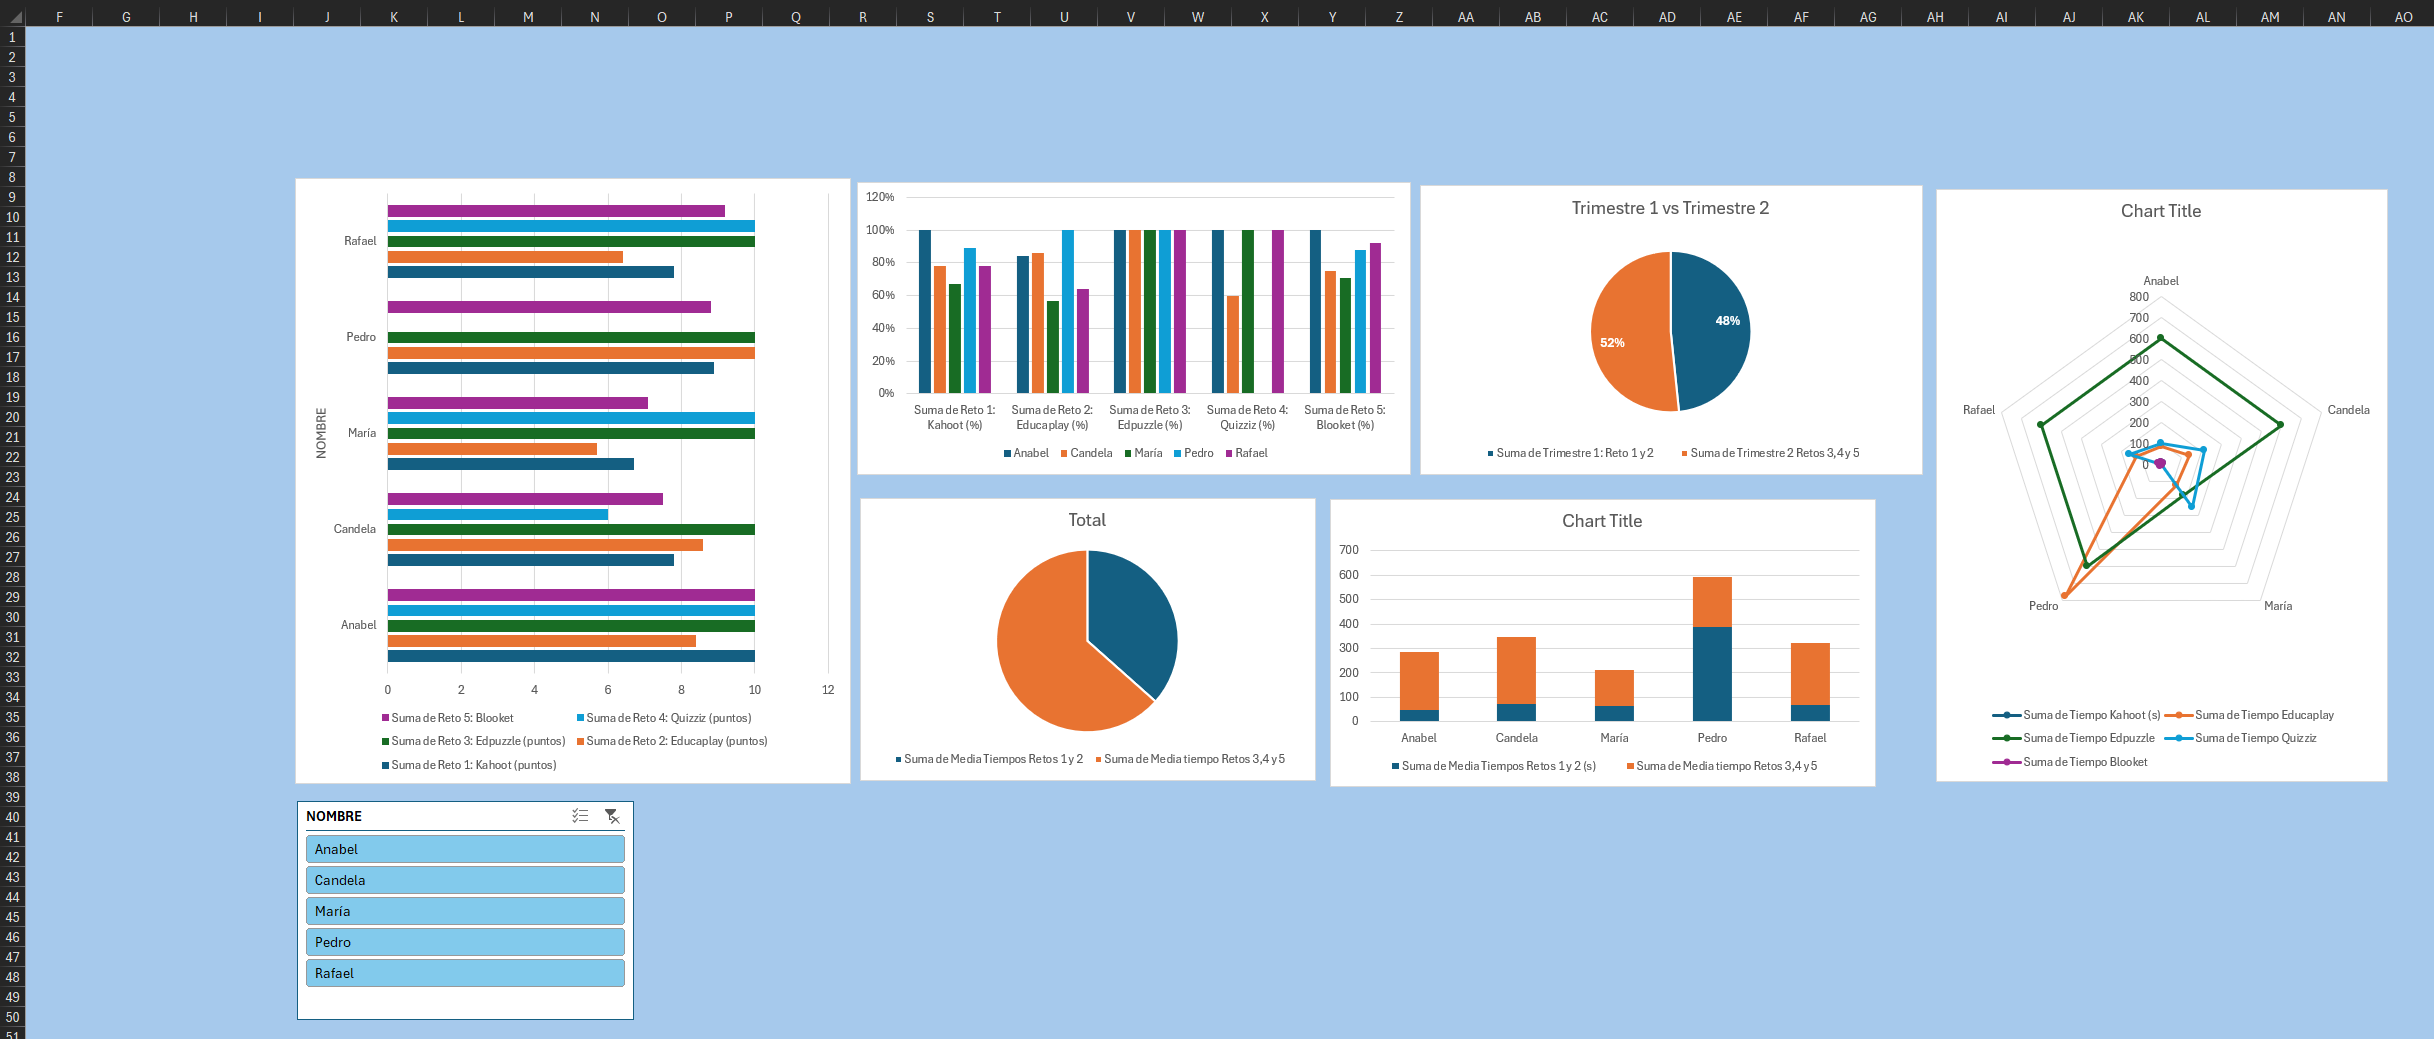 F G H I J K L M N O P Q R S T U V W X Y Z AA AB AC AD AE AF AG AH AI AJ AK AL AM AN AO
1
2
3
4
5
6
7
8
9
10
11
12
13
14
15
16
17
18
19
20
21
22
23
24
25
26
27
28
29
30
31
32
33
34
35
36
37
38
39
40
41
42
43
44
45
46
47
48
49
50
51
NOMBRE
Rafael
Pedro
María
Candela
Anabel
0 2 4 6 8 10 12
Suma de Reto 5: Blooket Suma de Reto 4: Quizziz (puntos)
Suma de Reto 3: Edpuzzle (puntos) Suma de Reto 2: Educaplay (puntos)
Suma de Reto 1: Kahoot (puntos)
120%
100%
80%
60%
40%
20%
0%
Suma de Reto 1: Suma de Reto 2: Suma de Reto 3: Suma de Reto 4: Suma de Reto 5:
Kahoot (%) Educaplay (%) Edpuzzle (%) Quizziz (%) Blooket (%)
Anabel Candela María Pedro Rafael
Trimestre 1 vs Trimestre 2
48%
52%
Suma de Trimestre 1: Reto 1 y 2 Suma de Trimestre 2 Retos 3,4 y 5
Chart Title
Anabel
800
700
600
500
400
300
200
100
0
Rafael Candela
Pedro María
Suma de Tiempo Kahoot (s) Suma de Tiempo Educaplay
Suma de Tiempo Edpuzzle Suma de Tiempo Quizziz
Suma de Tiempo Blooket
Total
Suma de Media Tiempos Retos 1 y 2 Suma de Media tiempo Retos 3,4 y 5
Chart Title
700
600
500
400
300
200
100
0
Anabel Candela María Pedro Rafael
Suma de Media Tiempos Retos 1 y 2 (s) Suma de Media tiempo Retos 3,4 y 5
NOMBRE
Anabel
Candela
María
Pedro
Rafael